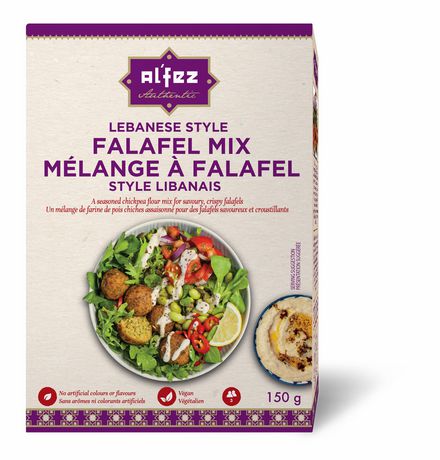 al'fez
Authentic
LEBANESE STYLE
FALAFEL MIX
MÉLANGE À FALAFEL
STYLE LIBANAIS
A seasoned chickpea flour mix for savoury, crispy falafels
Un mélange de farine de pois chiches assaisonné pour des falafels savoureux et croustillants
SERVING SUGGESTION
PRÉSENTATION SUGGÉRÉE
No artificial colours or flavours
Sans arômes ni colorants artificiels
Vegan
Végétalien
3
150 g